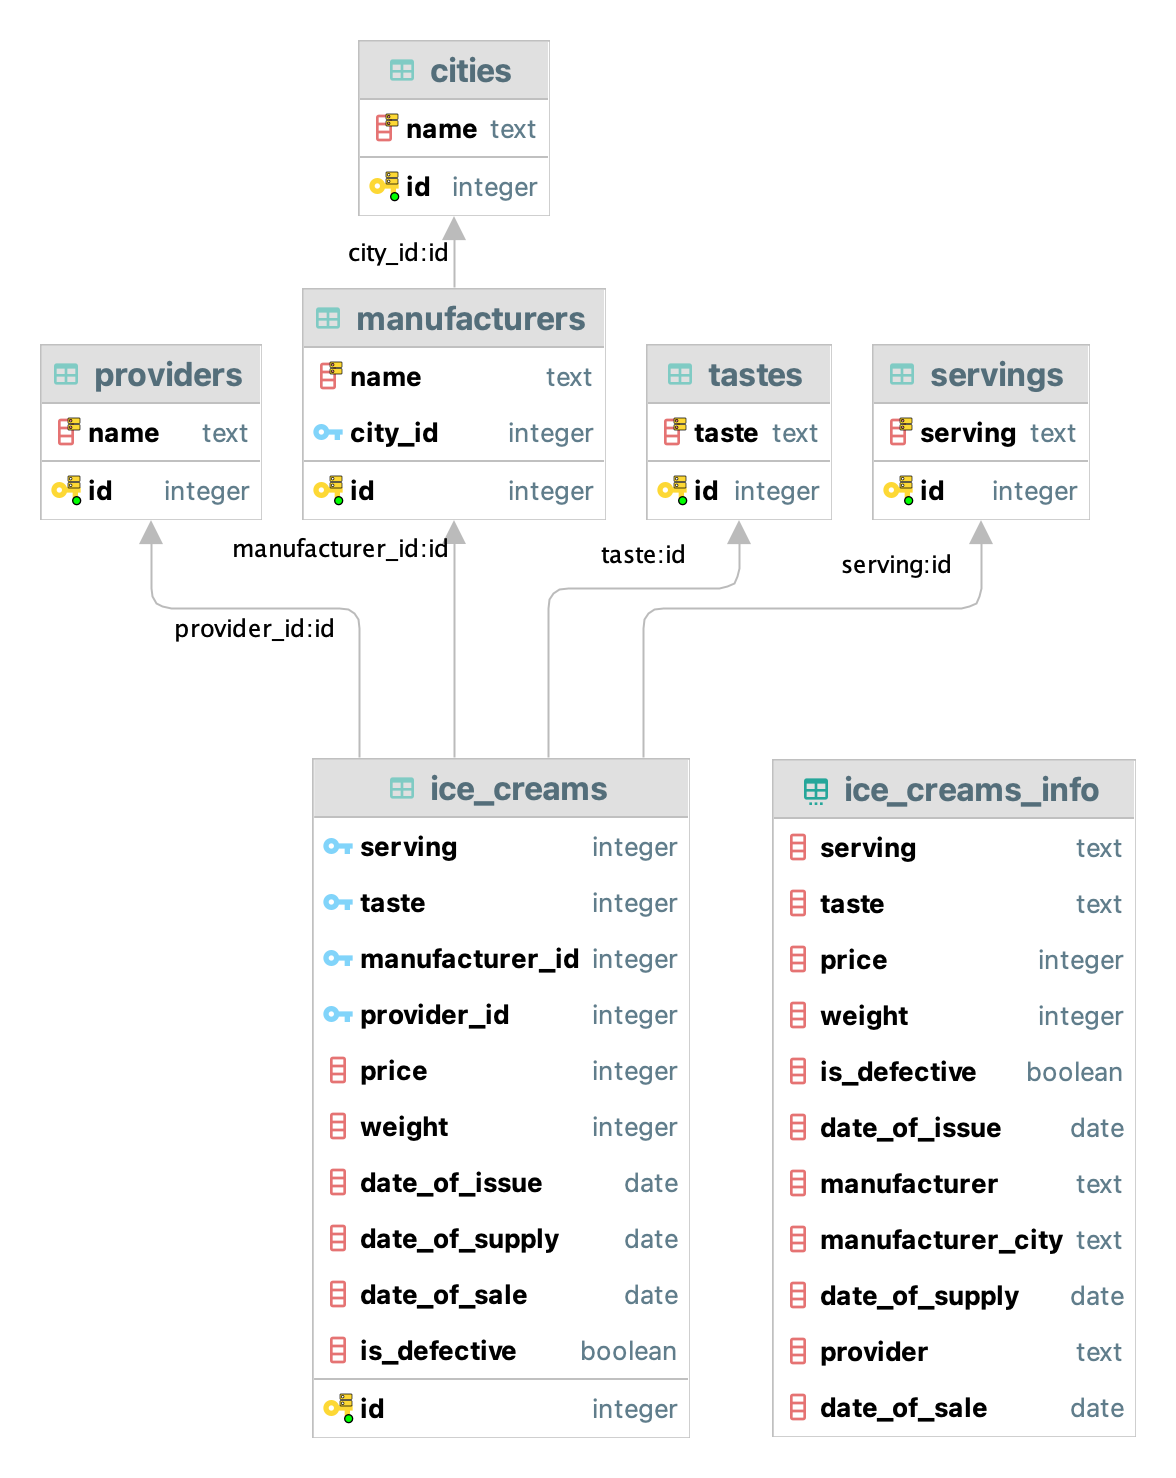 cities
name text
id integer
city_id:id
manufacturers
name text
city_id integer
id integer
providers
name text
id integer
tastes
taste text
id integer
servings
serving text
id integer
manufacturer_id:id
taste:id
serving:id
provider_id:id
ice_creams
serving integer
taste integer
manufacturer_id integer
provider_id integer
price integer
weight integer
date_of_issue date
date_of_supply date
date_of_sale date
is_defective boolean
id integer
ice_creams_info
serving text
taste text
price integer
weight integer
is_defective boolean
date_of_issue date
manufacturer text
manufacturer_city text
date_of_supply date
provider text
date_of_sale date